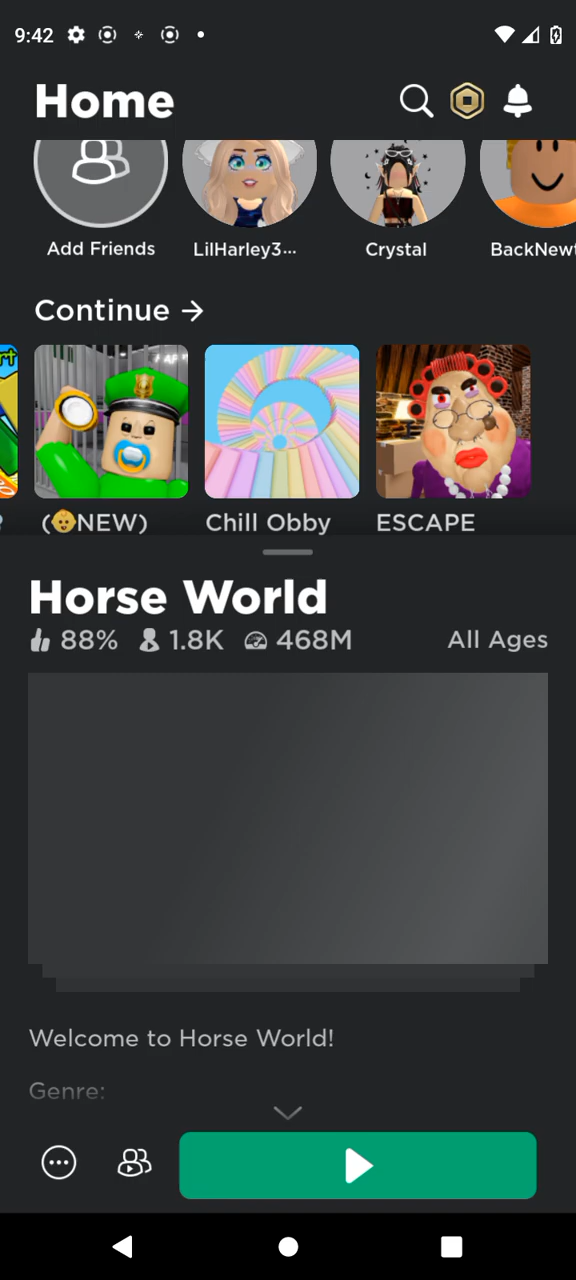 9:42
Home
Add Friends
LilHarley3...
Crystal
BackNewt
Continue →
(👶NEW)
Chill Obby
ESCAPE
Horse World
88%
1.8K
468M
All Ages
Welcome to Horse World!
Genre: